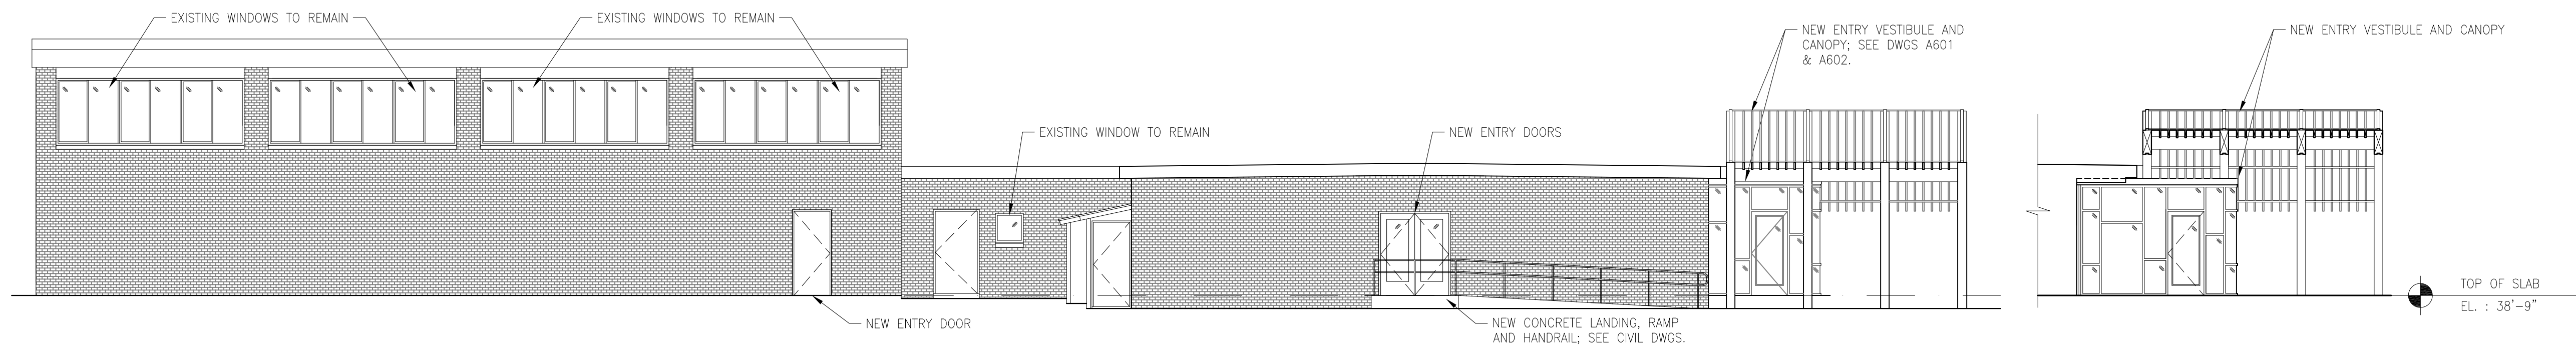 EXISTING WINDOWS TO REMAIN
EXISTING WINDOWS TO REMAIN
NEW ENTRY VESTIBULE AND
CANOPY; SEE DWGS A601
& A602.
NEW ENTRY VESTIBULE AND CANOPY
EXISTING WINDOW TO REMAIN
NEW ENTRY DOORS
NEW ENTRY DOOR
NEW CONCRETE LANDING, RAMP
AND HANDRAIL; SEE CIVIL DWGS.
TOP OF SLAB
EL. : 38'-9"